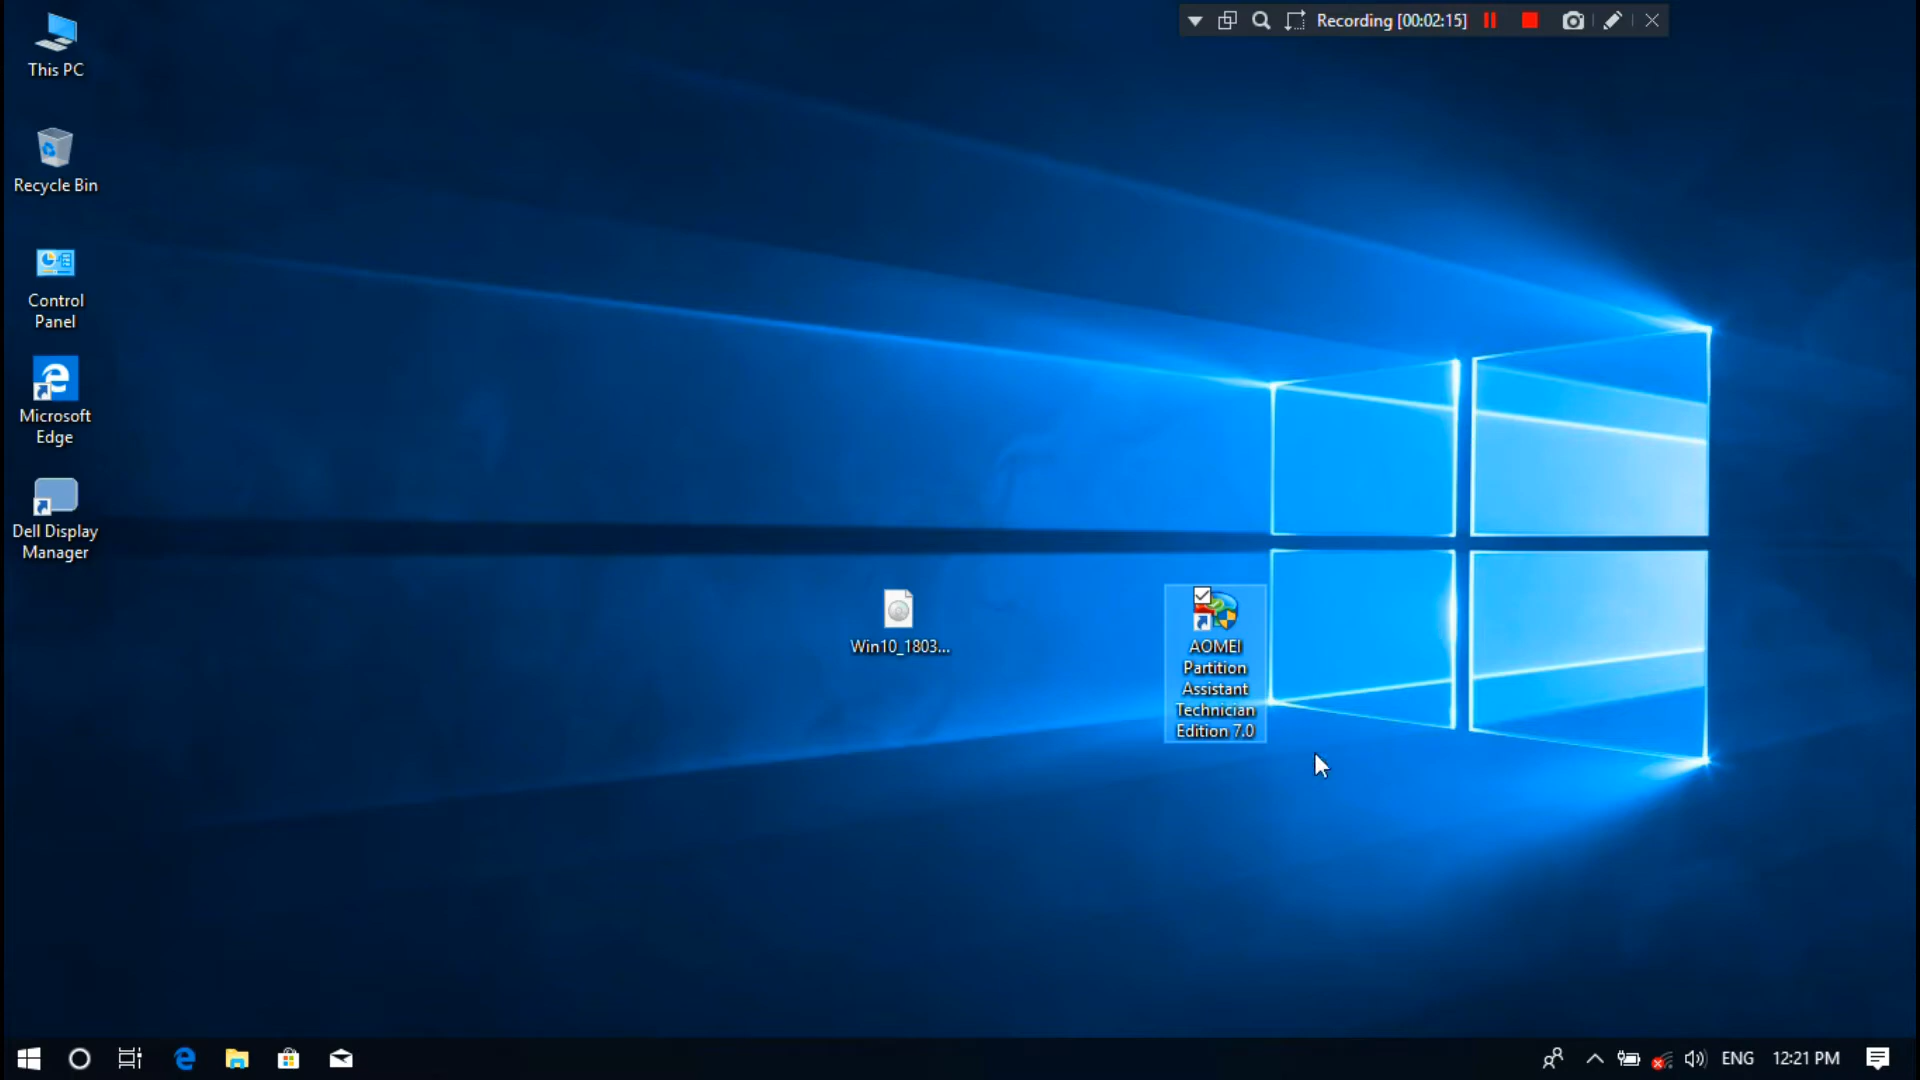 Recording [00:02:15]
This PC
Recycle Bin
Control
Panel
Microsoft
Edge
Dell Display
Manager
Win10_1803...
AOMEI
Partition
Assistant
Technician
Edition 7.0
ENG
12:21 PM